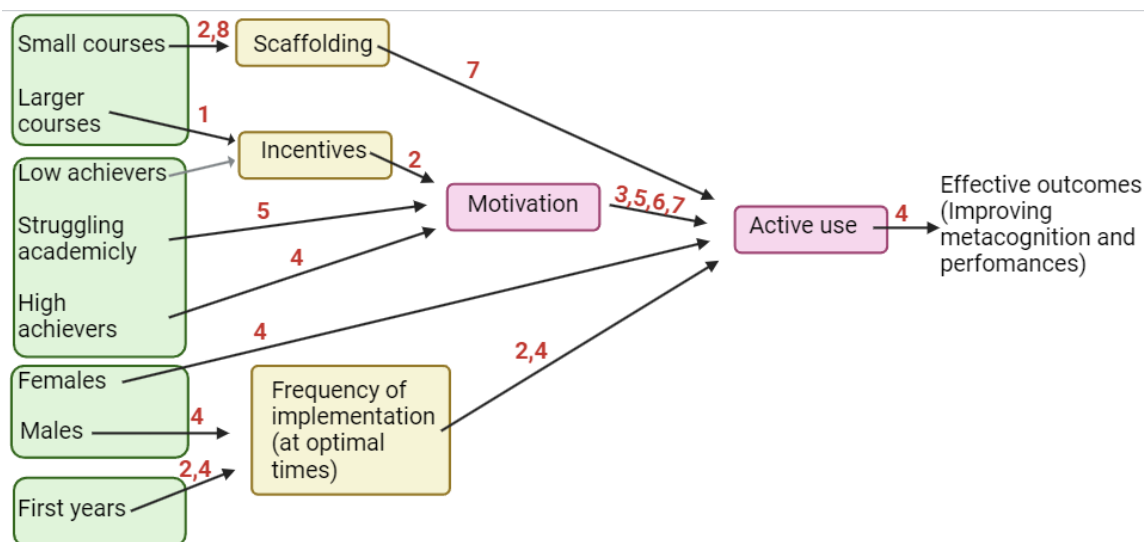 Small courses
2,8
Scaffolding
7
Larger
courses
1
Incentives
2
Low achievers
Struggling
academicly
5
High
achievers
4
Motivation
3,5,6,7
Active use
4
Effective outcomes
(Improving
metacognition and
perfomances)
Females
4
Males
4
Frequency of
implementation
(at optimal
times)
2,4
First years
2,4